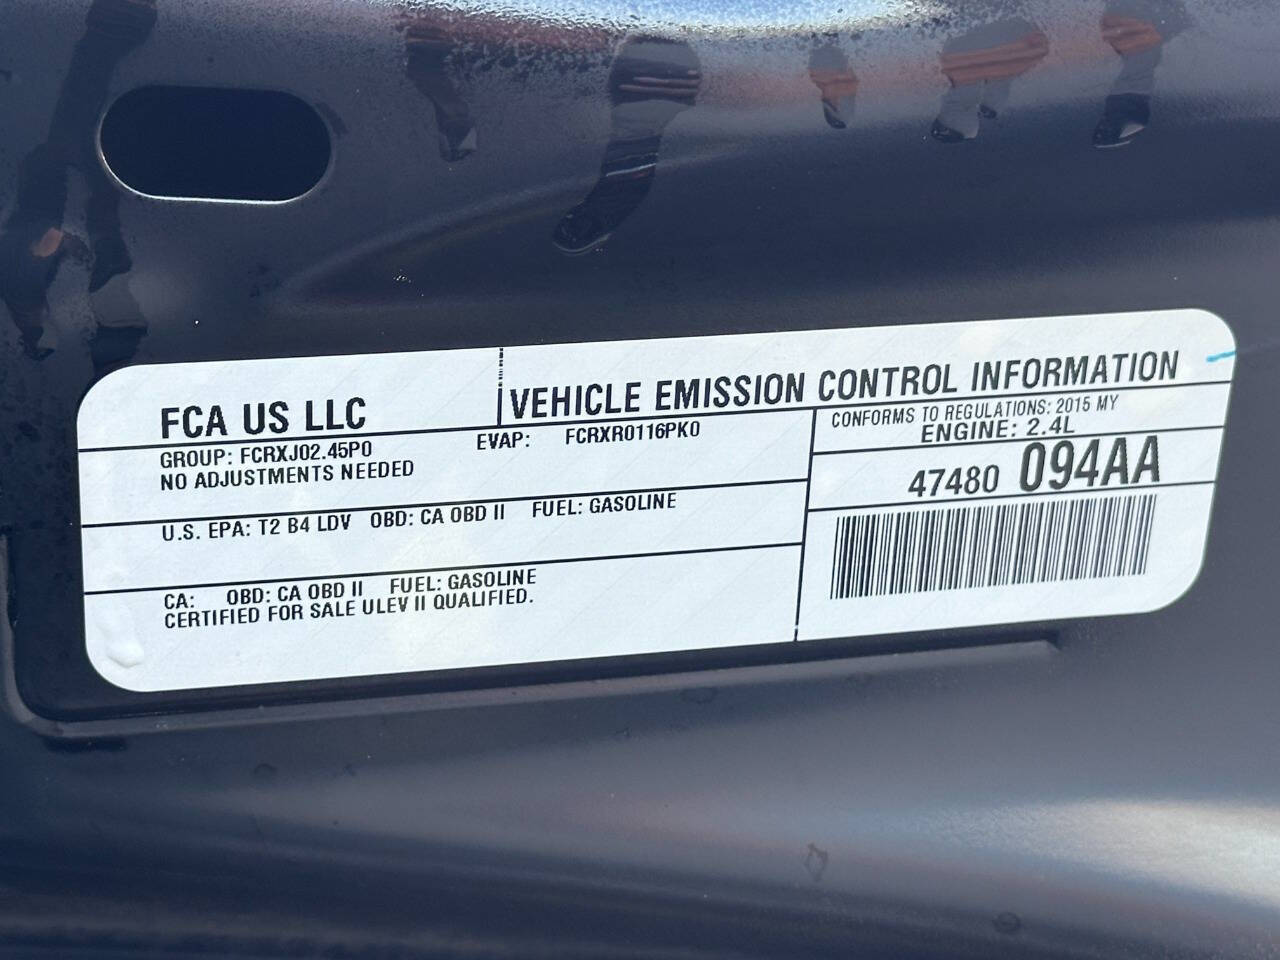 FCA US LLC
VEHICLE EMISSION CONTROL INFORMATION
GROUP: FCRXJ02.45P0 EVAP: FCRXR0116PK0
NO ADJUSTMENTS NEEDED
CONFORMS TO REGULATIONS: 2015 MY
ENGINE: 2.4L
47480 094AA
U.S. EPA: T2 B4 LDV OBD: CA OBD II FUEL: GASOLINE
CA: OBD: CA OBD II FUEL: GASOLINE
CERTIFIED FOR SALE ULEV II QUALIFIED.